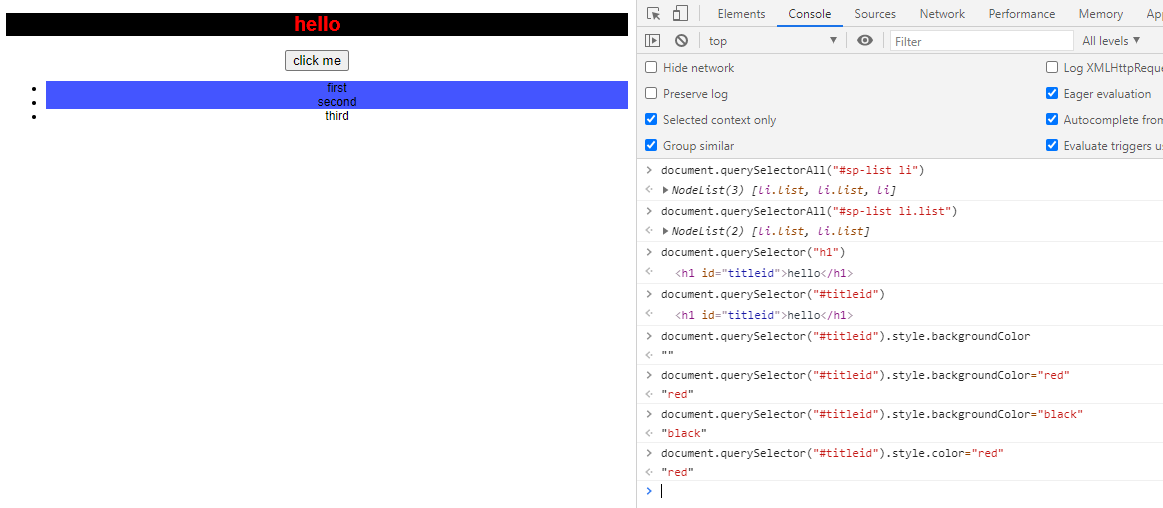 hello
click me
first
second
third
Elements Console Sources Network Performance Memory
top Filter All levels
Hide network Log XMLHttpReque
Preserve log Eager evaluation
Selected context only Autocomplete from
Group similar Evaluate triggers u
document.querySelectorAll("#sp-list li")
NodeList(3) [li.list, li.list, li]
document.querySelectorAll("#sp-list li.list")
NodeList(2) [li.list, li.list]
document.querySelector("h1")
<h1 id="titleid">hello</h1>
document.querySelector("#titleid")
<h1 id="titleid">hello</h1>
document.querySelector("#titleid").style.backgroundColor
""
document.querySelector("#titleid").style.backgroundColor="red"
"red"
document.querySelector("#titleid").style.backgroundColor="black"
"black"
document.querySelector("#titleid").style.color="red"
"red"